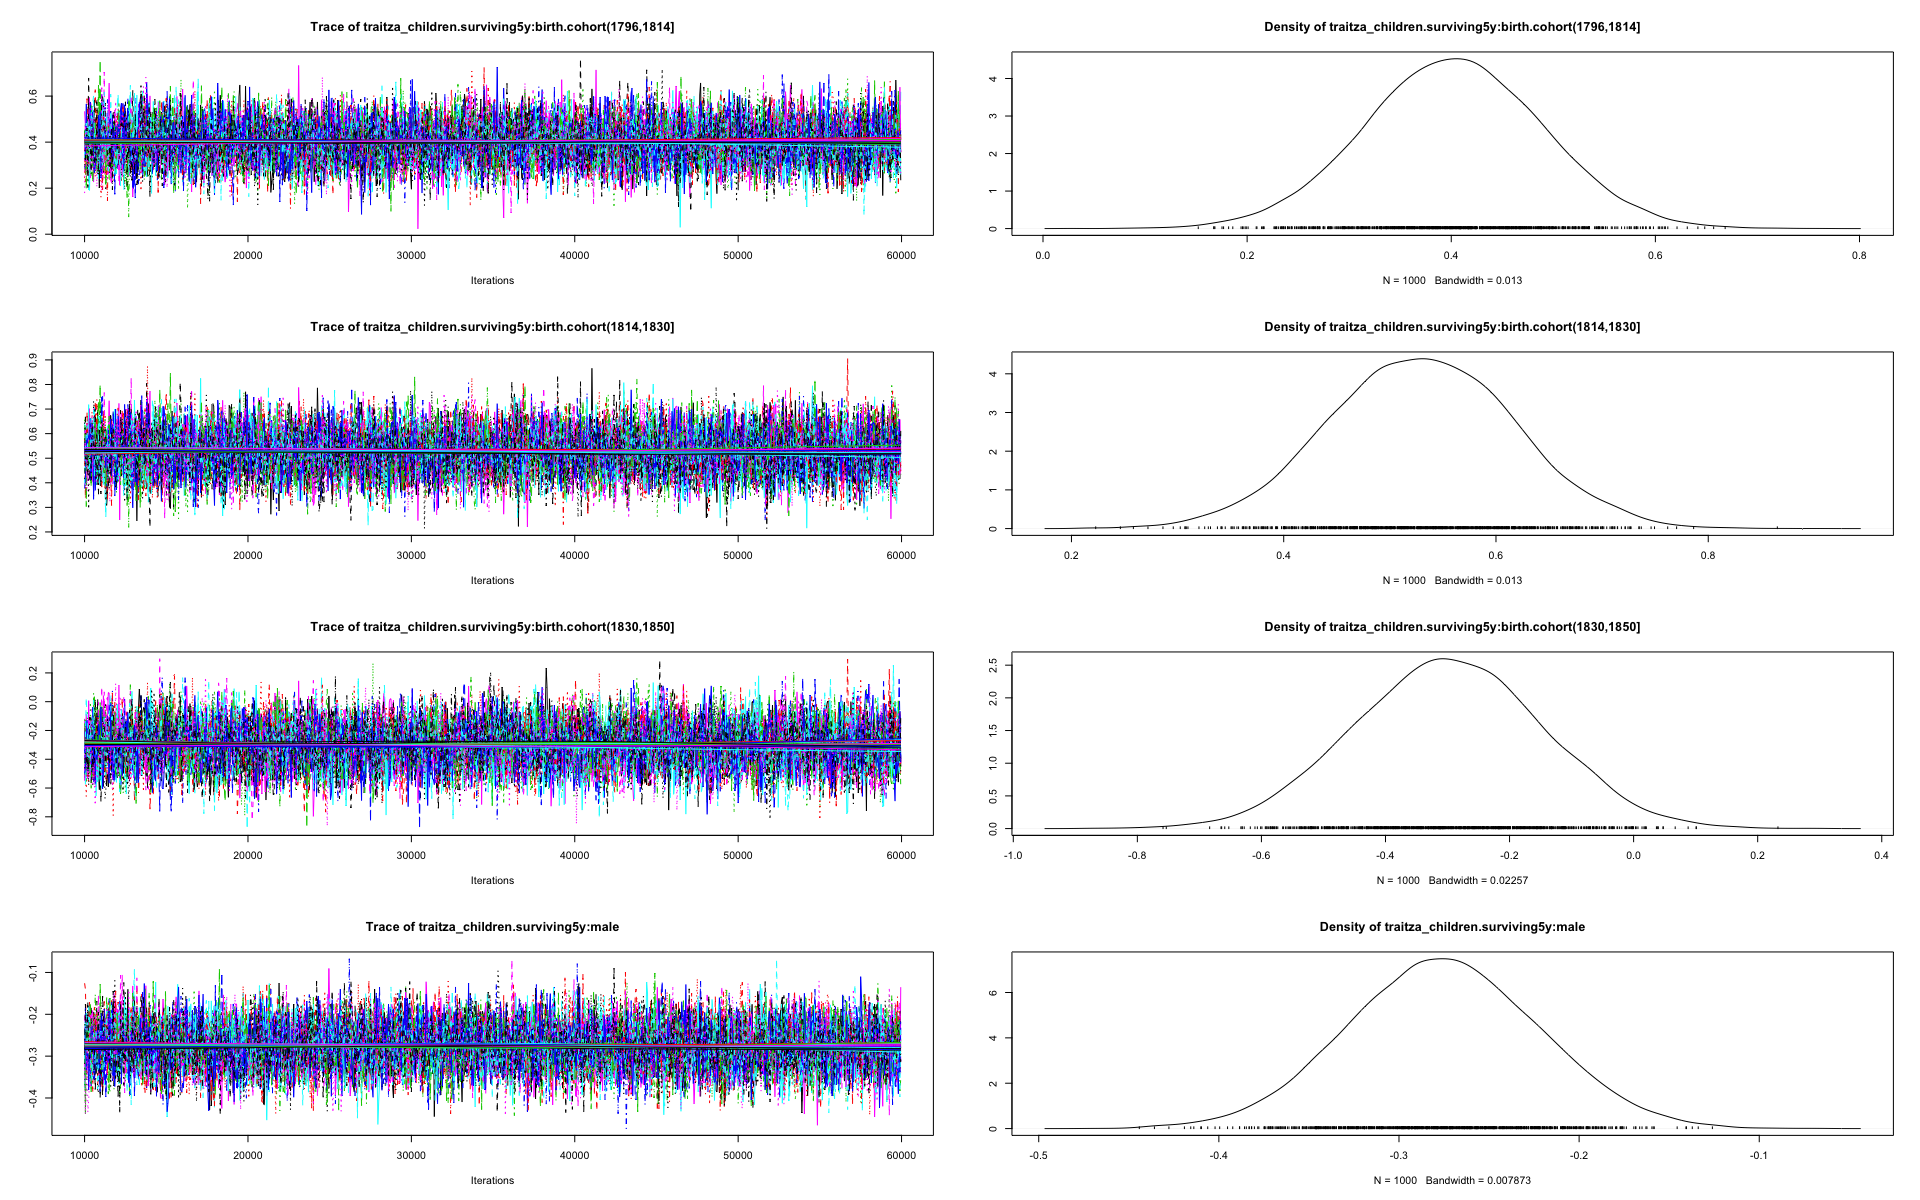 Trace of traitza_children.surviving5y:birth.cohort(1796,1814]
0.0 0.2 0.4 0.6
10000 20000 30000 40000 50000 60000
Iterations
Density of traitza_children.surviving5y:birth.cohort(1796,1814]
0 1 2 3 4
0.0 0.2 0.4 0.6 0.8
N = 1000 Bandwidth = 0.013
Trace of traitza_children.surviving5y:birth.cohort(1814,1830]
0.2 0.3 0.4 0.5 0.6 0.7 0.8 0.9
10000 20000 30000 40000 50000 60000
Iterations
Density of traitza_children.surviving5y:birth.cohort(1814,1830]
0 1 2 3 4
0.2 0.4 0.6 0.8
N = 1000 Bandwidth = 0.013
Trace of traitza_children.surviving5y:birth.cohort(1830,1850]
-0.8 -0.6 -0.4 -0.2 0.0 0.2
10000 20000 30000 40000 50000 60000
Iterations
Density of traitza_children.surviving5y:birth.cohort(1830,1850]
0.0 0.5 1.0 1.5 2.0 2.5
-1.0 -0.8 -0.6 -0.4 -0.2 0.0 0.2 0.4
N = 1000 Bandwidth = 0.02257
Trace of traitza_children.surviving5y:male
-0.4 -0.3 -0.2 -0.1
10000 20000 30000 40000 50000 60000
Iterations
Density of traitza_children.surviving5y:male
0 2 4 6
-0.5 -0.4 -0.3 -0.2 -0.1
N = 1000 Bandwidth = 0.007873